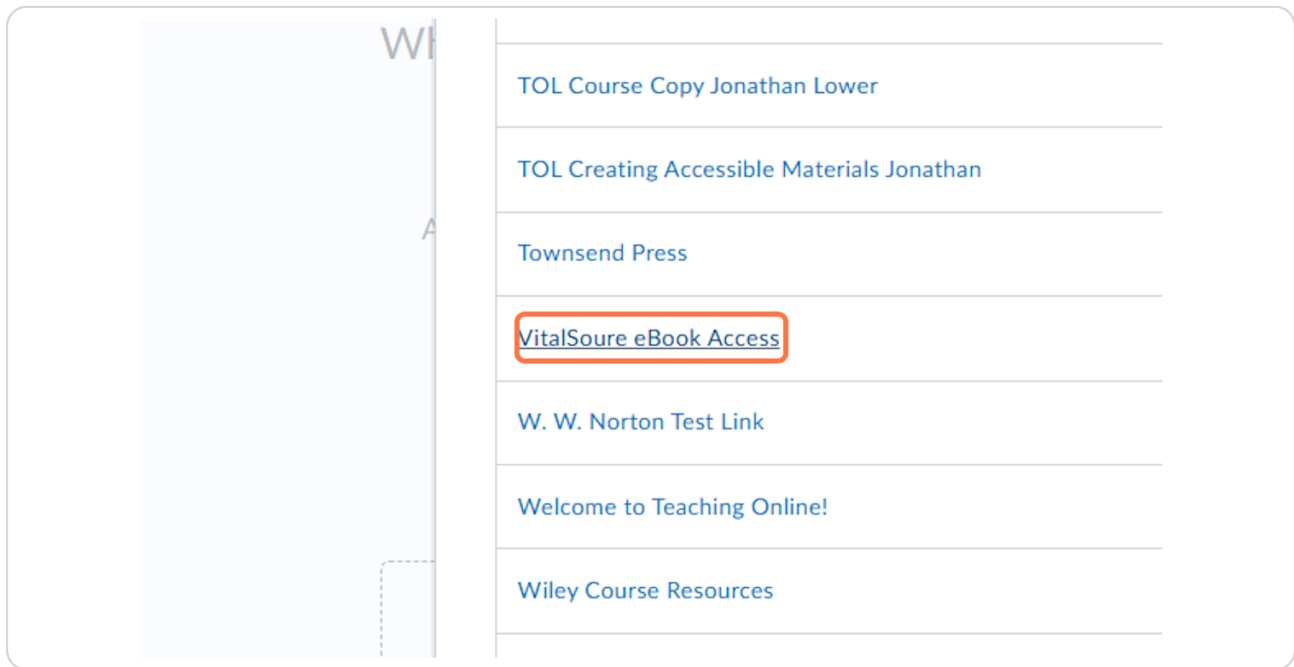 Wh
TOL Course Copy Jonathan Lower
TOL Creating Accessible Materials Jonathan
A
Townsend Press
VitalSoure eBook Access
W. W. Norton Test Link
Welcome to Teaching Online!
Wiley Course Resources